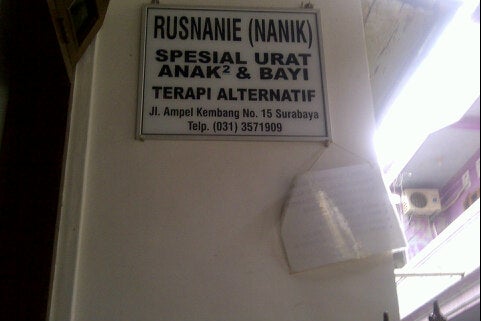 RUSNANIE (NANIK)
SPESIAL URAT
ANAK² & BAYI
TERAPI ALTERNATIF
Jl. Ampel Kembang No. 15 Surabaya
Telp. (031) 3571909